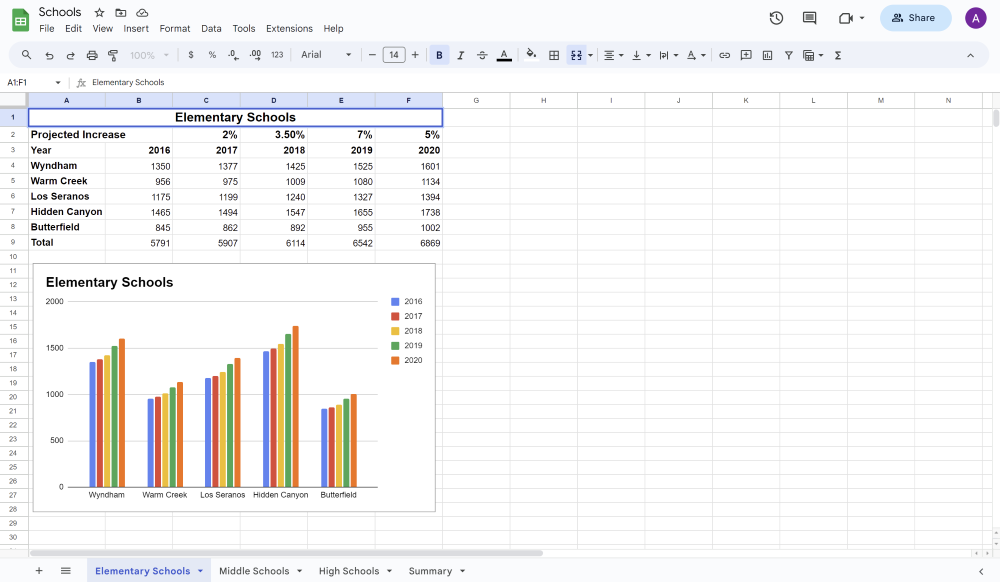 Schools
File Edit View Insert Format Data Tools Extensions Help
Share
A
100% $ % .0 .00 123 Arial 14 B I S A Σ
A1:F1 fx Elementary Schools
A B C D E F G H I J K L M N
1 Elementary Schools
2 Projected Increase 2% 3.50% 7% 5%
3 Year 2016 2017 2018 2019 2020
4 Wyndham 1350 1377 1425 1525 1601
5 Warm Creek 956 975 1009 1080 1134
6 Los Seranos 1175 1199 1240 1327 1394
7 Hidden Canyon 1465 1494 1547 1655 1738
8 Butterfield 845 862 892 955 1002
9 Total 5791 5907 6114 6542 6869
10
11
12
13
14
15
16
17
18
19
20
21
22
23
24
25
26
27
28
29
30
Elementary Schools
2000
1500
1000
500
0
Wyndham Warm Creek Los Seranos Hidden Canyon Butterfield
2016
2017
2018
2019
2020
Elementary Schools Middle Schools High Schools Summary